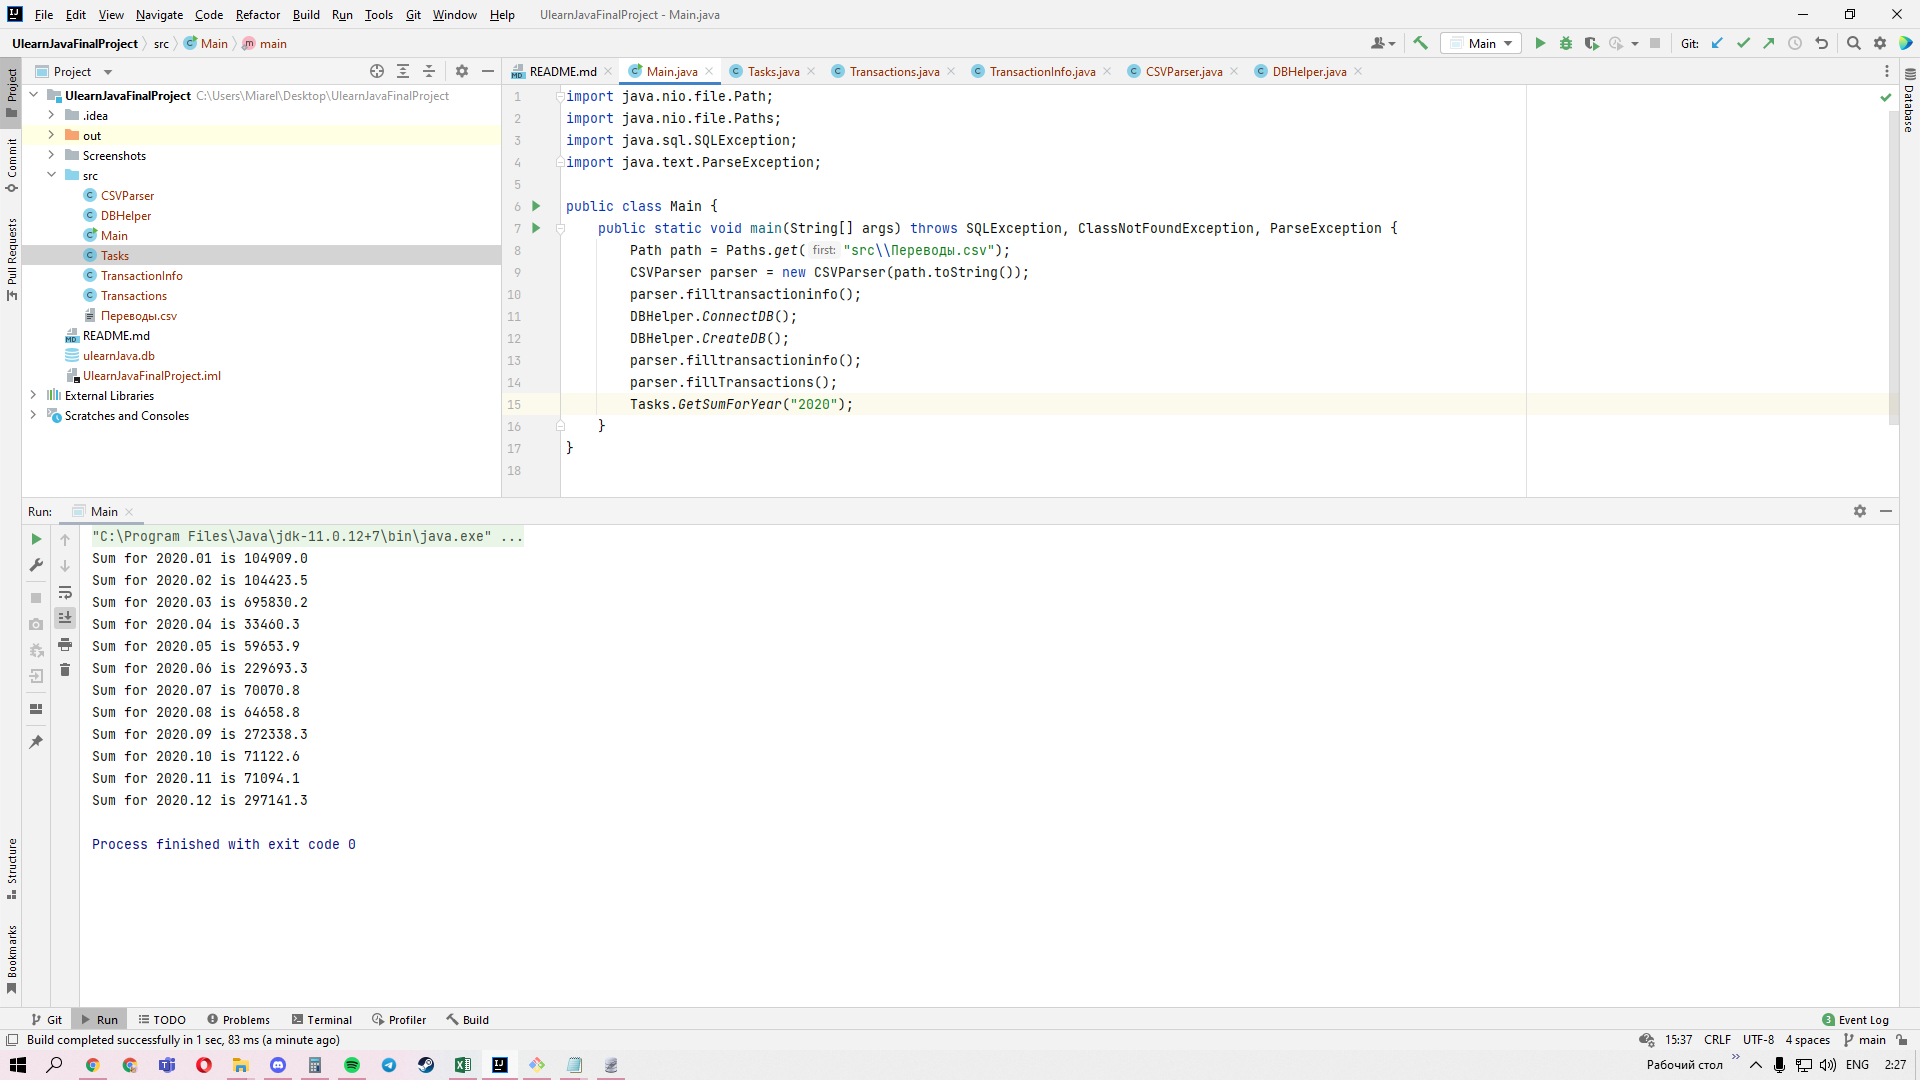 File Edit View Navigate Code Refactor Build Run Tools Git Window Help UlearnJavaFinalProject - Main.java
UlearnJavaFinalProject src Main main
Main
Git:
Project
README.md Main.java Tasks.java Transactions.java TransactionInfo.java CSVParser.java DBHelper.java
Project
Commit
Pull Requests
Structure
Bookmarks
Database
UlearnJavaFinalProject C:\Users\Miarel\Desktop\UlearnJavaFinalProject
.idea
out
Screenshots
src
CSVParser
DBHelper
Main
Tasks
TransactionInfo
Transactions
Переводы.csv
README.md
ulearnJava.db
UlearnJavaFinalProject.iml
External Libraries
Scratches and Consoles
1 import java.nio.file.Path;
2 import java.nio.file.Paths;
3 import java.sql.SQLException;
4 import java.text.ParseException;
5
6 public class Main {
7 public static void main(String[] args) throws SQLException, ClassNotFoundException, ParseException {
8 Path path = Paths.get( first: "src\\Переводы.csv");
9 CSVParser parser = new CSVParser(path.toString());
10 parser.filltransactioninfo();
11 DBHelper.ConnectDB();
12 DBHelper.CreateDB();
13 parser.filltransactioninfo();
14 parser.fillTransactions();
15 Tasks.GetSumForYear("2020");
16 }
17 }
18
Run: Main
"C:\Program Files\Java\jdk-11.0.12+7\bin\java.exe" ...
Sum for 2020.01 is 104909.0
Sum for 2020.02 is 104423.5
Sum for 2020.03 is 695830.2
Sum for 2020.04 is 33460.3
Sum for 2020.05 is 59653.9
Sum for 2020.06 is 229693.3
Sum for 2020.07 is 70070.8
Sum for 2020.08 is 64658.8
Sum for 2020.09 is 272338.3
Sum for 2020.10 is 71122.6
Sum for 2020.11 is 71094.1
Sum for 2020.12 is 297141.3
Process finished with exit code 0
Git Run TODO Problems Terminal Profiler Build 3 Event Log
Build completed successfully in 1 sec, 83 ms (a minute ago) 15:37 CRLF UTF-8 4 spaces main
Рабочий стол ENG 2:27